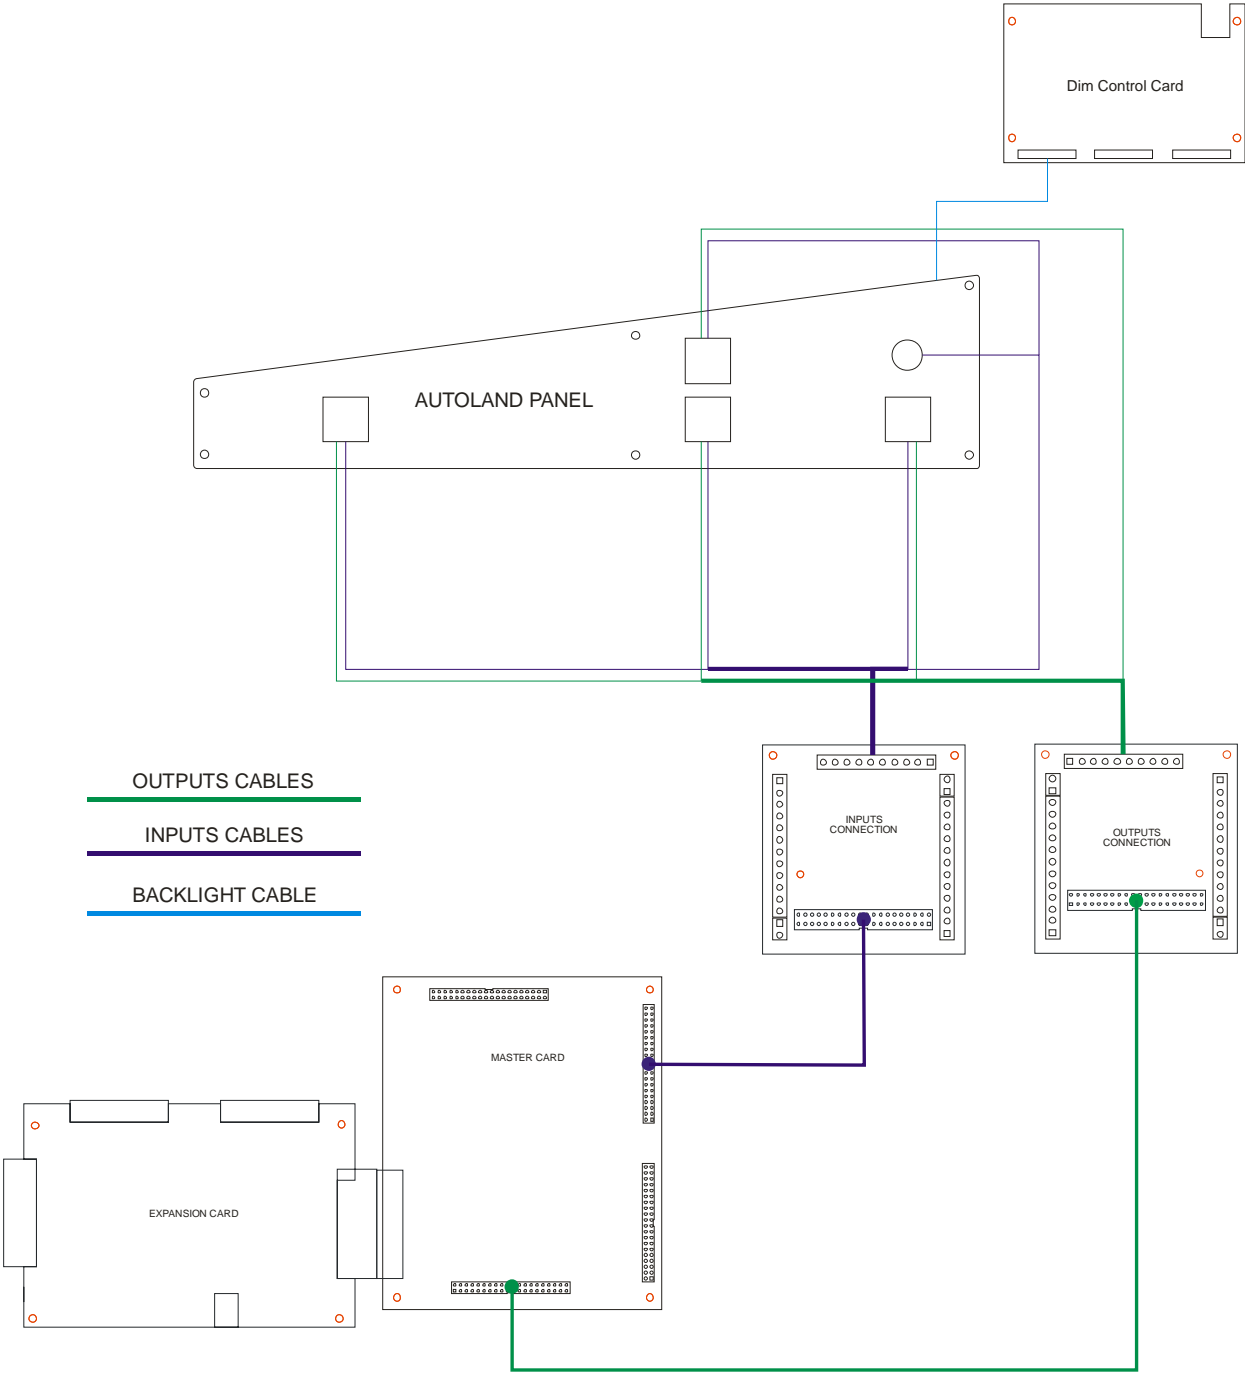 Dim Control Card
AUTOLAND PANEL
OUTPUTS CABLES
INPUTS CABLES
BACKLIGHT CABLE
INPUTS
CONNECTION
OUTPUTS
CONNECTION
MASTER CARD
EXPANSION CARD